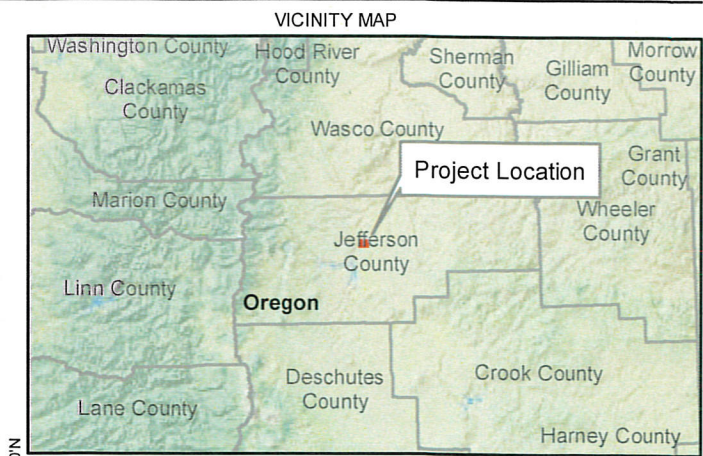 VICINITY MAP
Washington County
Hood River
County
Sherman
County
Morrow
County
Gilliam
County
Clackamas
County
Wasco County
Grant
County
Project Location
Marion County
Wheeler
County
Jefferson
County
Linn County
Oregon
Deschutes
County
Crook County
Lane County
Harney County